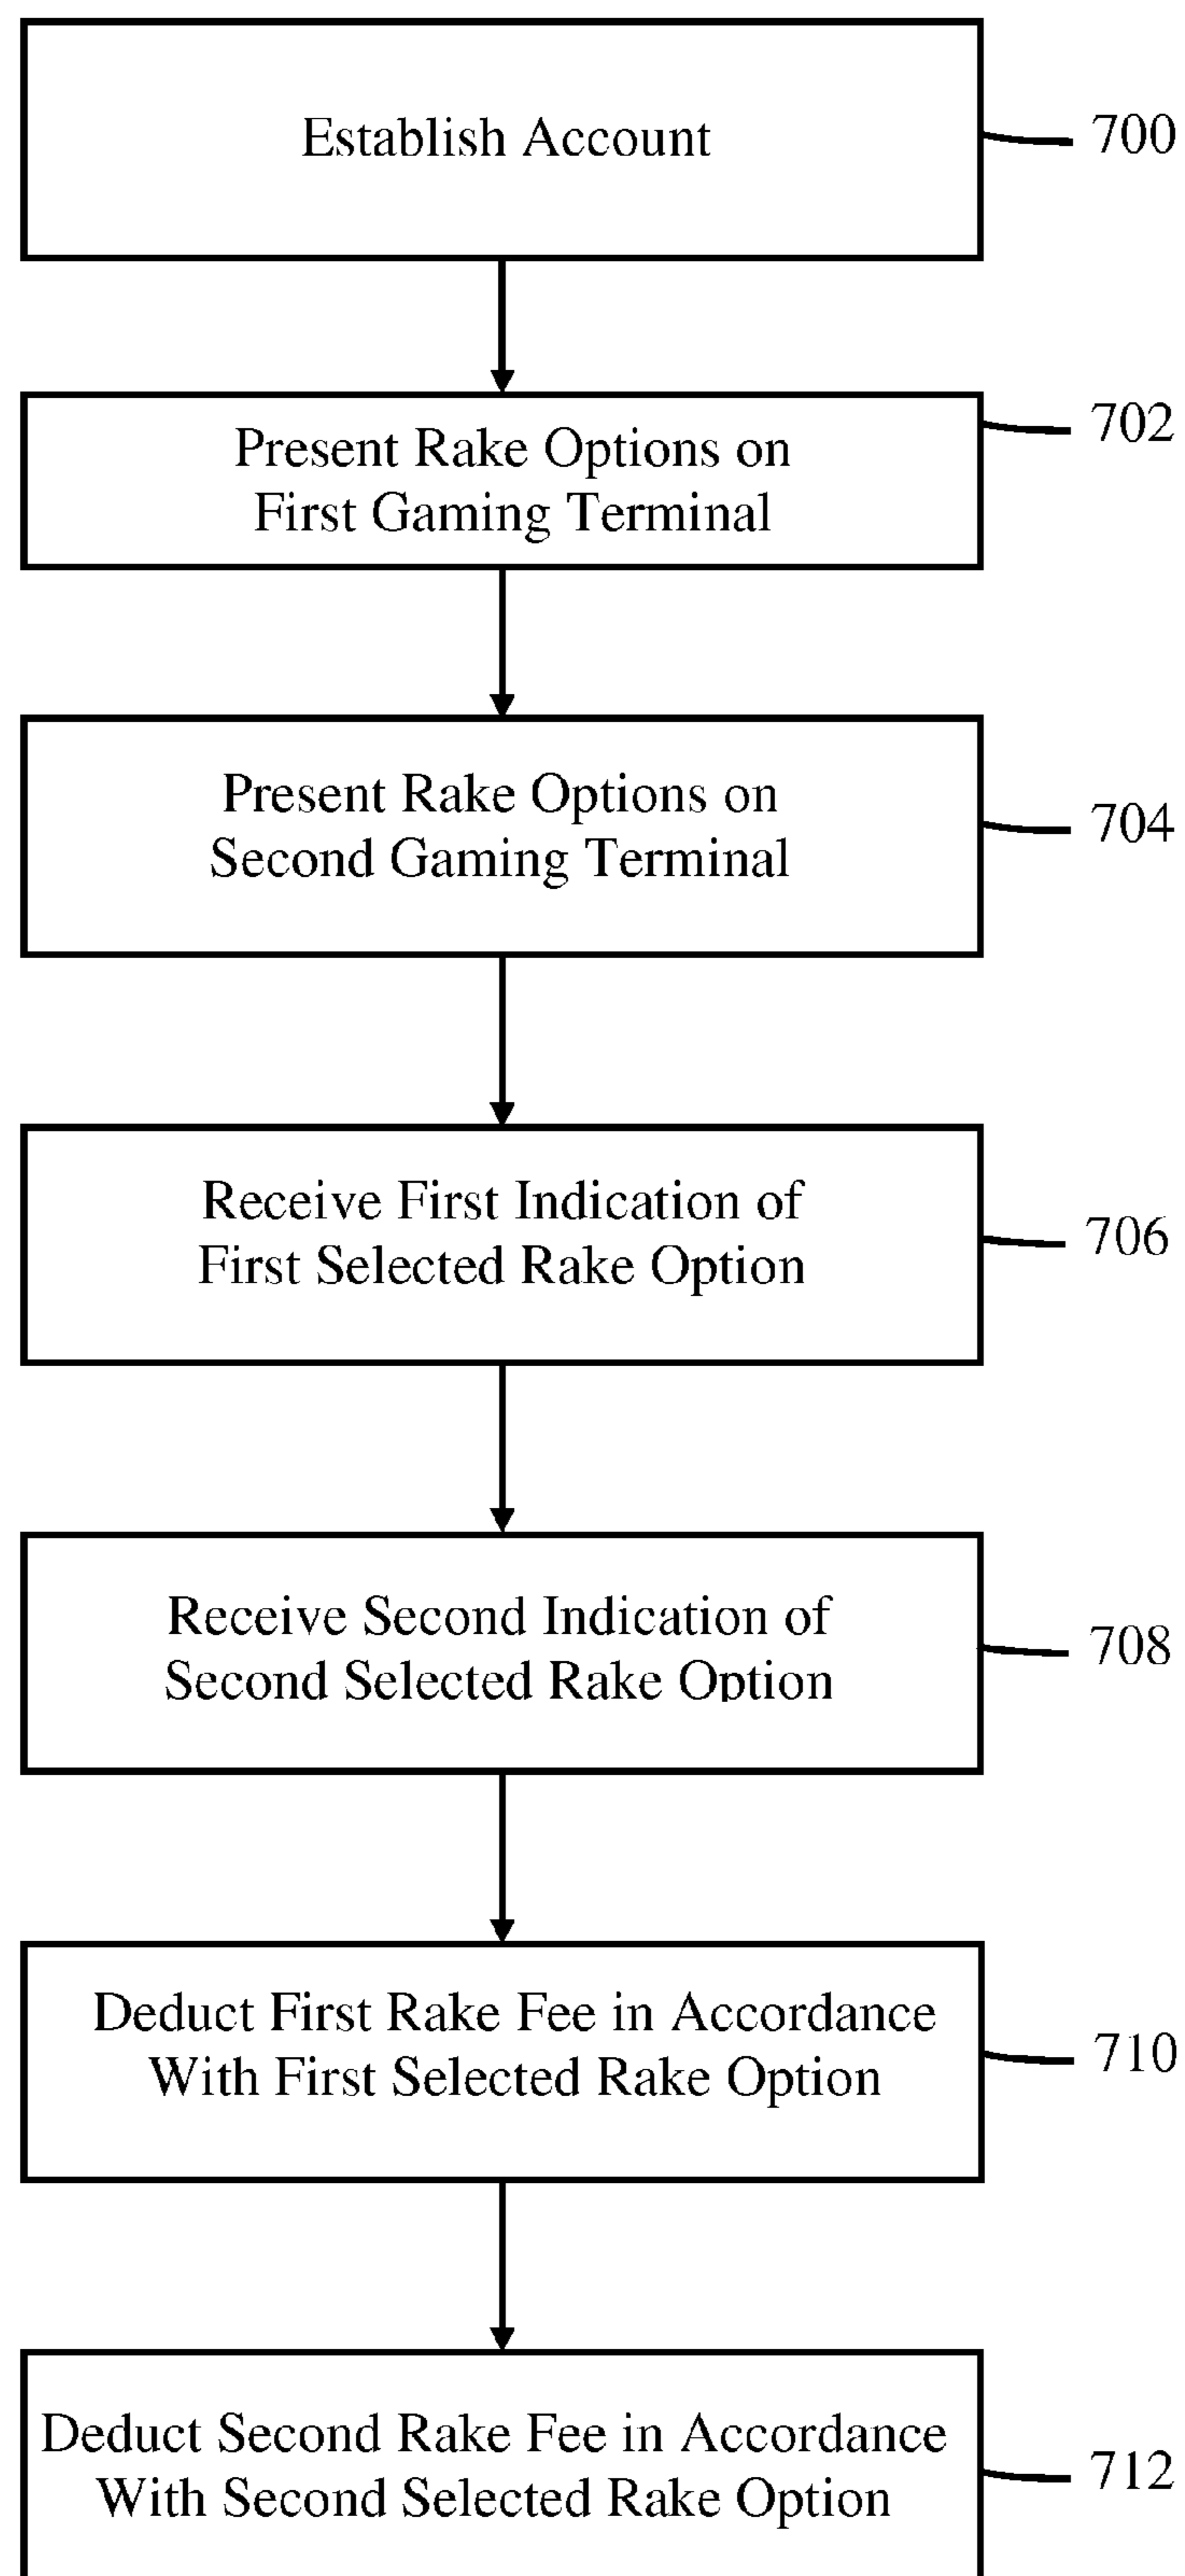 Establish Account
700
Present Rake Options on
First Gaming Terminal
702
Present Rake Options on
Second Gaming Terminal
704
Receive First Indication of
First Selected Rake Option
706
Receive Second Indication of
Second Selected Rake Option
708
Deduct First Rake Fee in Accordance
With First Selected Rake Option
710
Deduct Second Rake Fee in Accordance
With Second Selected Rake Option
712